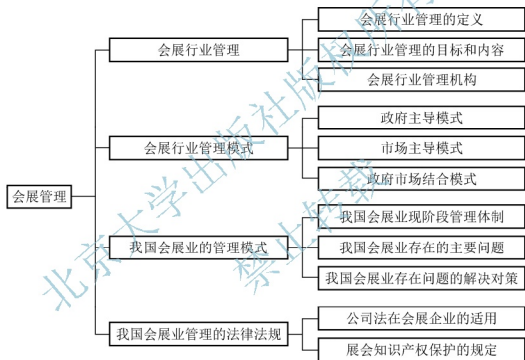 会展管理
会展行业管理
会展行业管理的定义
会展行业管理的目标和内容
会展行业管理机构
会展行业管理模式
政府主导模式
市场主导模式
政府市场结合模式
我国会展业的管理模式
我国会展业现阶段管理体制
我国会展业存在的主要问题
我国会展业存在问题的解决对策
我国会展业管理的法律法规
公司法在会展企业的适用
展会知识产权保护的规定
北京大学出版社版权所有
禁止转载